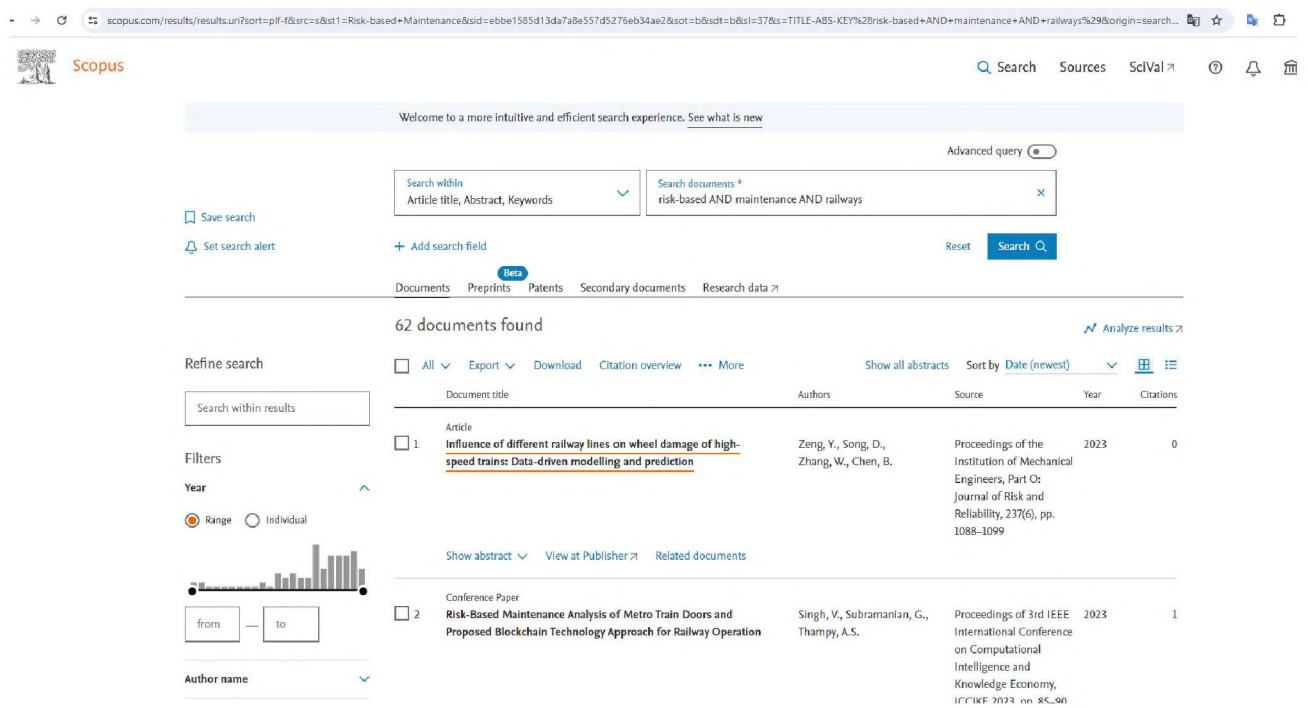 scopus.com/results/results.uri?sort=plf-f&src=s&st1=Risk-based+Maintenance&sid=ebbe1585d13da7a8e557d5276eb34ae2&sot=b&sdt=b&sl=37&s=TITLE-ABS-KEY%28risk-based+AND+maintenance+AND+railways%29&origin=search...
Scopus
Search Sources SciVal
Welcome to a more intuitive and efficient search experience. See what is new
Advanced query
Search within
Article title, Abstract, Keywords
Search documents *
risk-based AND maintenance AND railways
Save search
Set search alert
+ Add search field
Reset Search
Beta
Documents Preprints Patents Secondary documents Research data
62 documents found
Analyze results
Refine search
All Export Download Citation overview ••• More Show all abstracts Sort by Date (newest)
Document title Authors Source Year Citations
Search within results
Filters
Year
Range Individual
from — to
Author name
Article
1 Influence of different railway lines on wheel damage of high-
speed trains: Data-driven modelling and prediction
Zeng, Y., Song, D.,
Zhang, W., Chen, B.
Proceedings of the
Institution of Mechanical
Engineers, Part O:
Journal of Risk and
Reliability, 237(6), pp.
1088–1099
2023 0
Show abstract View at Publisher Related documents
Conference Paper
2 Risk-Based Maintenance Analysis of Metro Train Doors and
Proposed Blockchain Technology Approach for Railway Operation
Singh, V., Subramanian, G.,
Thampy, A.S.
Proceedings of 3rd IEEE
International Conference
on Computational
Intelligence and
Knowledge Economy,
ICCIKE 2023, pp. 85–90
2023 1